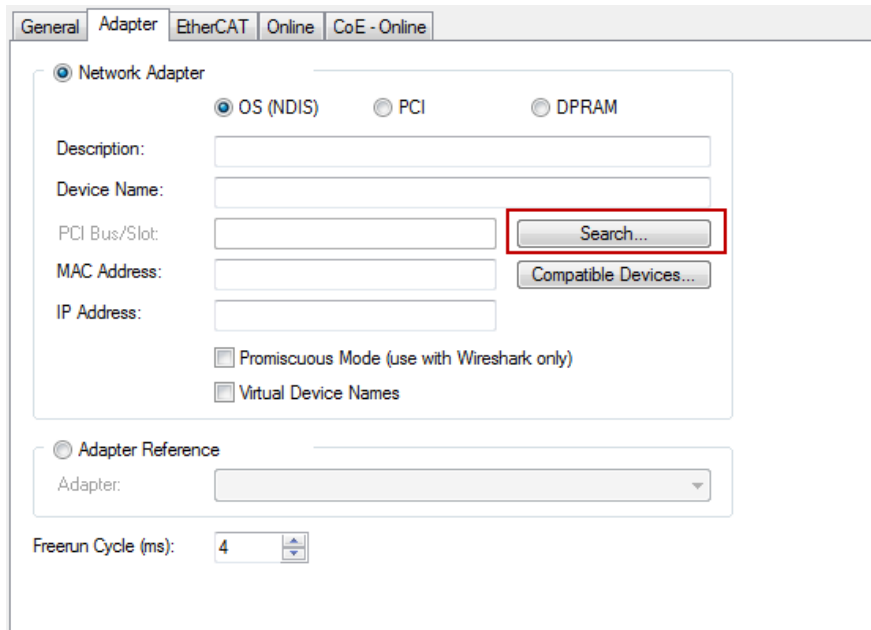 General Adapter EtherCAT Online CoE - Online
Network Adapter
OS (NDIS) PCI DPRAM
Description:
Device Name:
PCI Bus/Slot: Search...
MAC Address: Compatible Devices...
IP Address:
Promiscuous Mode (use with Wireshark only)
Virtual Device Names
Adapter Reference
Adapter:
Freerun Cycle (ms): 4